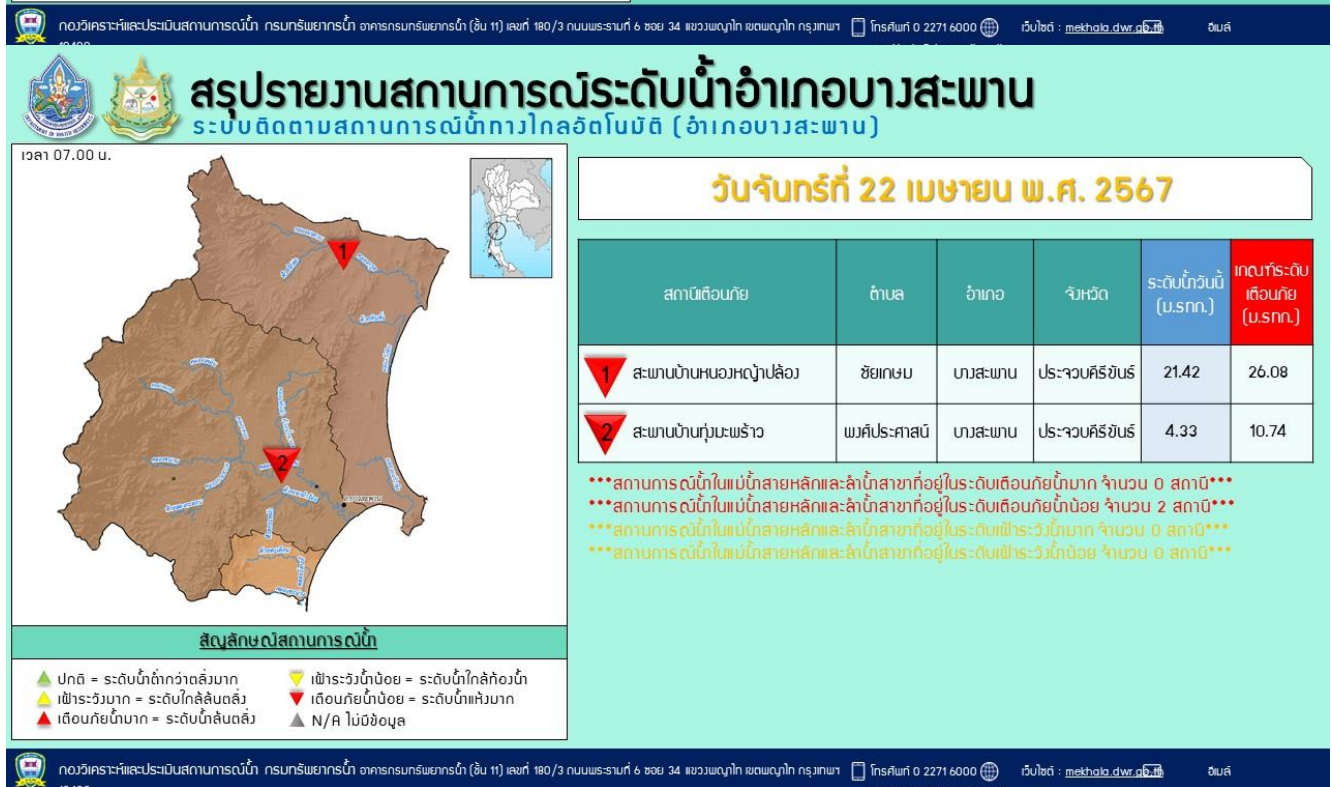 กองวิเคราะห์และประเมินสถานการณ์น้ำ กรมทรัพยากรน้ำ อาคารกรมทรัพยากรน้ำ (ชั้น 11) เลขที่ 180/3 ถนนพระรามที่ 6 ซอย 34 แขวงพญาไท เขตพญาไท กรุงเทพฯ โทรศัพท์ 0 2271 6000 เว็บไซต์ : mekhala.dwr.go.th อีเมล์
สรุปรายงานสถานการณ์ระดับน้ำอำเภอบางสะพาน
ระบบติดตามสถานการณ์น้ำทางไกลอัตโนมัติ (อำเภอบางสะพาน)
เวลา 07.00 น.
วันจันทร์ที่ 22 เมษายน พ.ศ. 2567
สถานีเตือนภัย ตำบล อำเภอ จังหวัด ระดับน้ำวันนี้ (ม.รทก.) เกณฑ์ระดับเตือนภัย (ม.รทก.)
1 สะพานบ้านหนองหญ้าปล้อง ชัยเกษม บางสะพาน ประจวบคีรีขันธ์ 21.42 26.08
2 สะพานบ้านทุ่งมะพร้าว พงศ์ประศาสน์ บางสะพาน ประจวบคีรีขันธ์ 4.33 10.74
***สถานการณ์น้ำในแม่น้ำสายหลักและลำน้ำสาขาที่อยู่ในระดับเตือนภัยน้ำมาก จำนวน 0 สถานี***
***สถานการณ์น้ำในแม่น้ำสายหลักและลำน้ำสาขาที่อยู่ในระดับเตือนภัยน้ำน้อย จำนวน 2 สถานี***
***สถานการณ์น้ำในแม่น้ำสายหลักและลำน้ำสาขาที่อยู่ในระดับเฝ้าระวังน้ำมาก จำนวน 0 สถานี***
***สถานการณ์น้ำในแม่น้ำสายหลักและลำน้ำสาขาที่อยู่ในระดับเฝ้าระวังน้ำน้อย จำนวน 0 สถานี***
1
2
สัญลักษณ์สถานการณ์น้ำ
ปกติ = ระดับน้ำต่ำกว่าตลิ่งมาก
เฝ้าระวังมาก = ระดับใกล้ล้นตลิ่ง
เตือนภัยน้ำมาก = ระดับน้ำล้นตลิ่ง
เฝ้าระวังน้ำน้อย = ระดับน้ำใกล้ท้องน้ำ
เตือนภัยน้ำน้อย = ระดับน้ำแห้งมาก
N/A ไม่มีข้อมูล
กองวิเคราะห์และประเมินสถานการณ์น้ำ กรมทรัพยากรน้ำ อาคารกรมทรัพยากรน้ำ (ชั้น 11) เลขที่ 180/3 ถนนพระรามที่ 6 ซอย 34 แขวงพญาไท เขตพญาไท กรุงเทพฯ โทรศัพท์ 0 2271 6000 เว็บไซต์ : mekhala.dwr.go.th อีเมล์